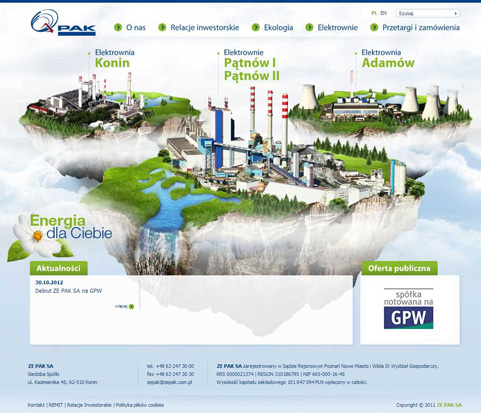 PAK
PL EN
Szukaj
O nas
Relacje inwestorskie
Ekologia
Elektrownie
Przetargi i zamówienia
Elektrownia
Konin
Elektrownie
Pątnów I
Pątnów II
Elektrownia
Adamów
Energia
dla Ciebie
Aktualności
30.10.2012
Debiut ZE PAK SA na GPW
więcej
Oferta publiczna
spółka
notowana na
GPW
ZE PAK SA
Siedziba Spółki
ul. Kazimierska 45, 62-510 Konin
tel. +48 63 247 30 00
fax +48 63 247 30 30
zepak@zepak.com.pl
ZE PAK SA zarejestrowany w Sądzie Rejonowym Poznań Nowe Miasto i Wilda IX Wydział Gospodarczy.
KRS 0000021374 | REGON 310186795 | NIP 665-000-16-45
Wysokość kapitału zakładowego 101 647 094 PLN wpłacony w całości.
Kontakt | REMIT | Relacje Inwestorskie | Polityka plików cookies
Copyright © 2011 ZE PAK SA